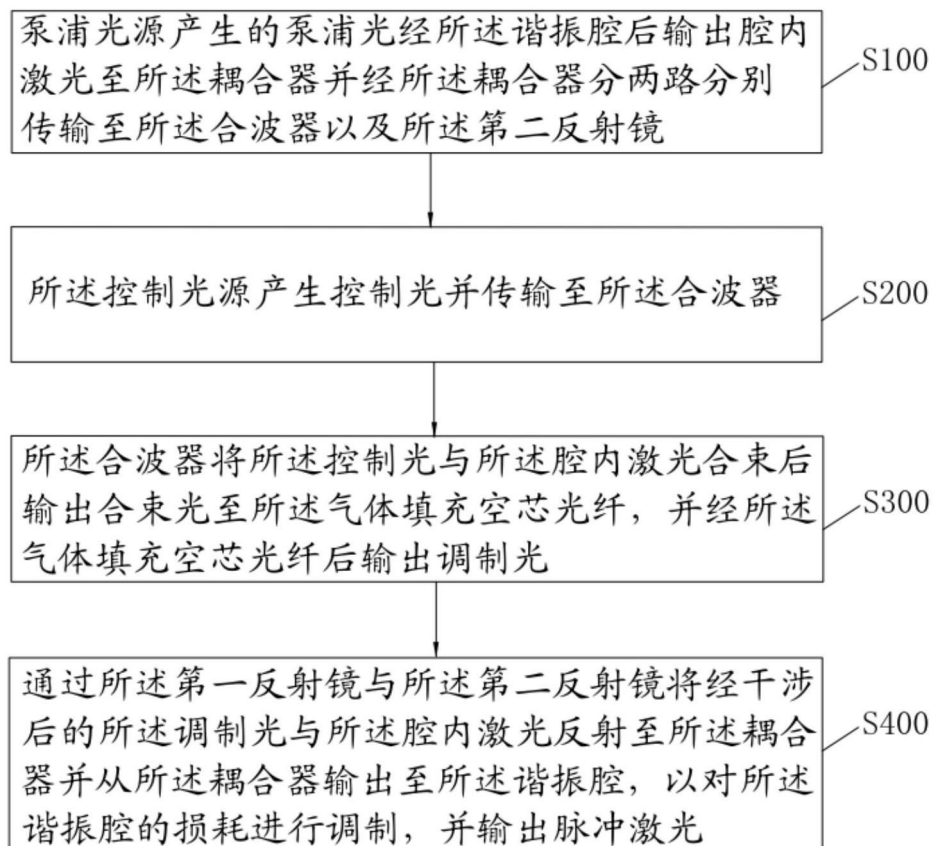 泵浦光源产生的泵浦光经所述谐振腔后输出腔内
激光至所述耦合器并经所述耦合器分两路分别
传输至所述合波器以及所述第二反射镜
S100
所述控制光源产生控制光并传输至所述合波器
S200
所述合波器将所述控制光与所述腔内激光合束后
输出合束光至所述气体填充空芯光纤，并经所述
气体填充空芯光纤后输出调制光
S300
通过所述第一反射镜与所述第二反射镜将经干涉
后的所述调制光与所述腔内激光反射至所述耦合
器并从所述耦合器输出至所述谐振腔，以对所述
谐振腔的损耗进行调制，并输出脉冲激光
S400